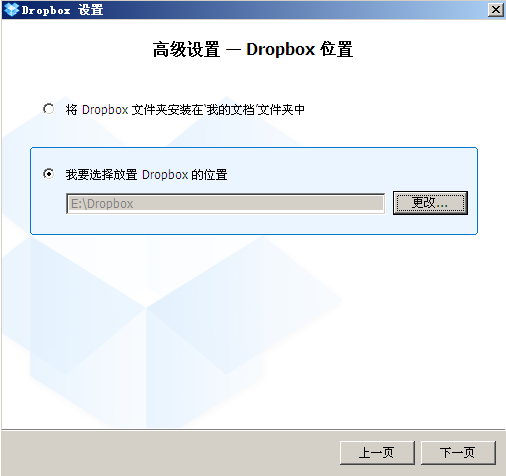 Dropbox 设置
高级设置 — Dropbox 位置
将 Dropbox 文件夹安装在‘我的文档’文件夹中
我要选择放置 Dropbox 的位置
E:\Dropbox
更改...
上一页
下一页